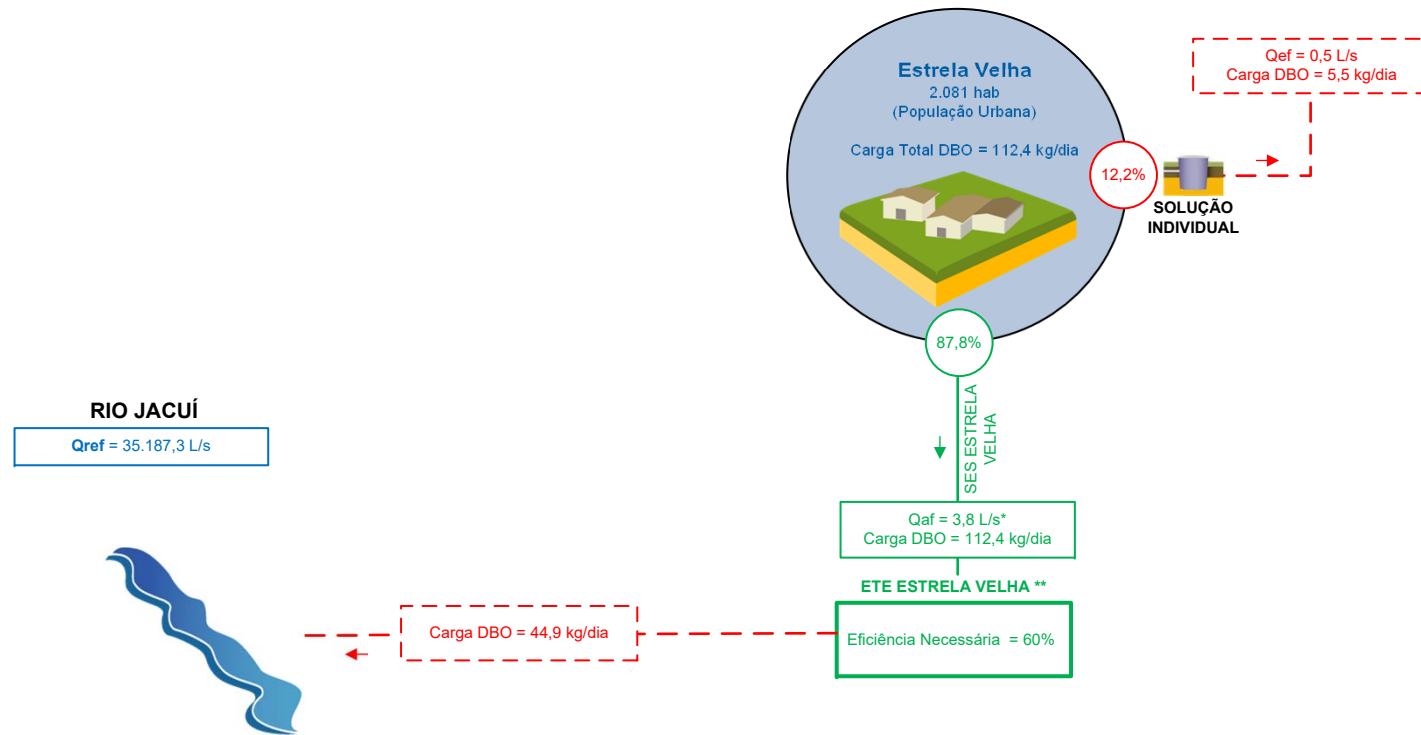 Estrela Velha
2.081 hab
(População Urbana)
Carga Total DBO = 112,4 kg/dia
Qef = 0,5 L/s
Carga DBO = 5,5 kg/dia
12,2%
SOLUÇÃO
INDIVIDUAL
87,8%
SES ESTRELA
VELHA
RIO JACUÍ
Qref = 35.187,3 L/s
Qaf = 3,8 L/s*
Carga DBO = 112,4 kg/dia
ETE ESTRELA VELHA **
Carga DBO = 44,9 kg/dia
Eficiência Necessária = 60%